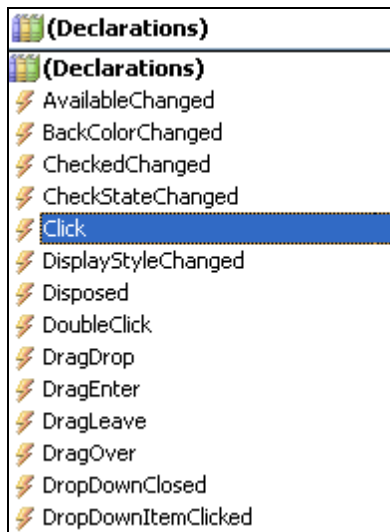 (Declarations)
(Declarations)
AvailableChanged
BackColorChanged
CheckedChanged
CheckStateChanged
Click
DisplayStyleChanged
Disposed
DoubleClick
DragDrop
DragEnter
DragLeave
DragOver
DropDownClosed
DropDownItemClicked